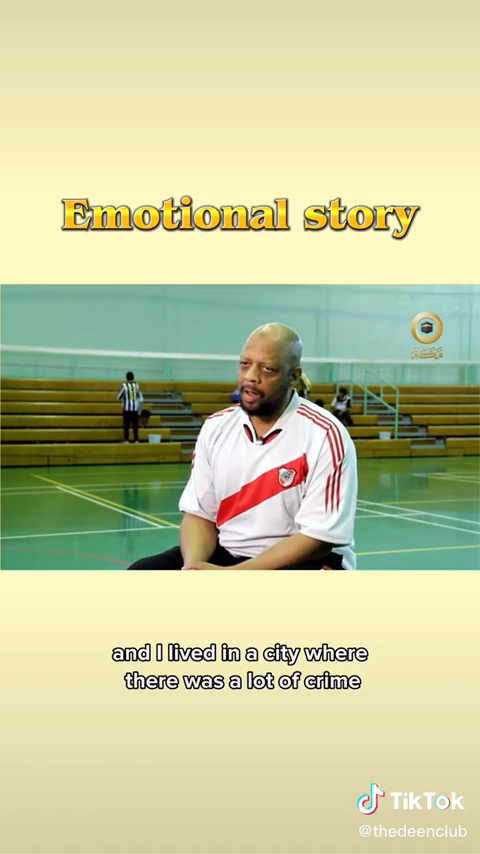 Emotional story
and I lived in a city where
there was a lot of crime
TikTok
@thedeenclub